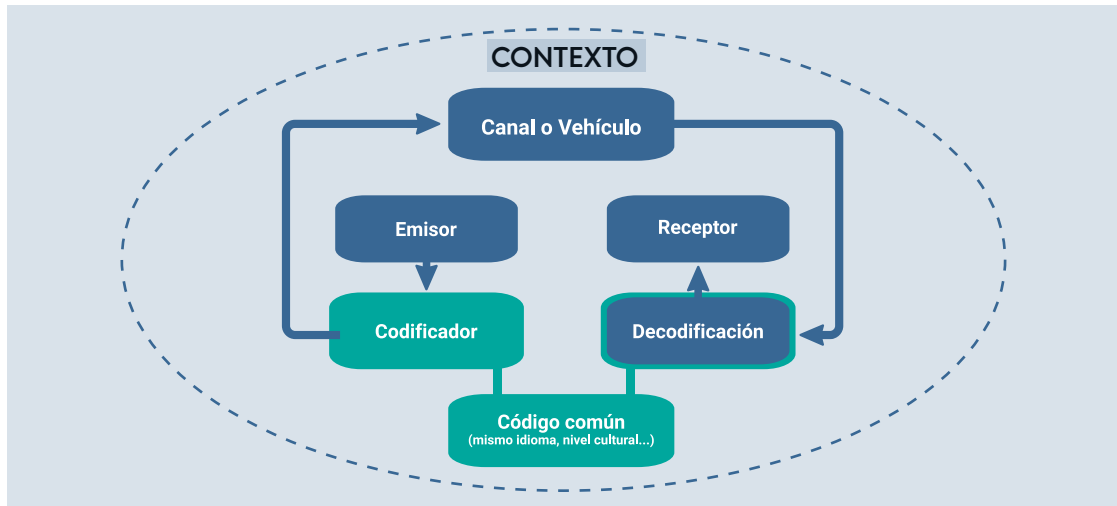 CONTEXTO
Canal o Vehículo
Emisor
Receptor
Codificador
Decodificación
Código común
(mismo idioma, nivel cultural...)